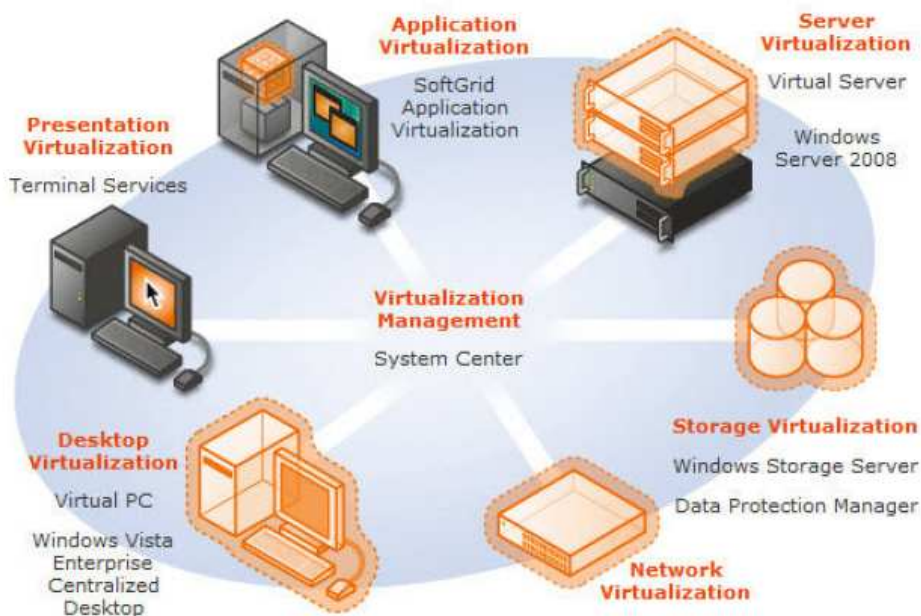 Application
Virtualization
SoftGrid
Application
Virtualization
Server
Virtualization
Virtual Server
Windows
Server 2008
Presentation
Virtualization
Terminal Services
Virtualization
Management
System Center
Storage Virtualization
Windows Storage Server
Data Protection Manager
Desktop
Virtualization
Virtual PC
Windows Vista
Enterprise
Centralized
Desktop
Network
Virtualization